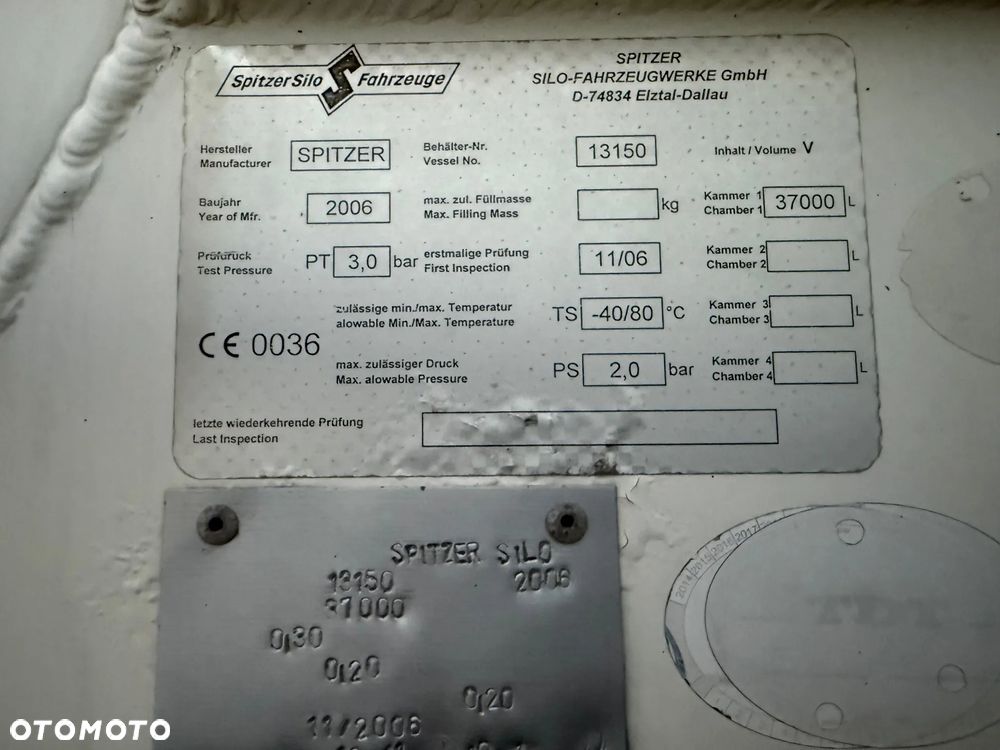 SpitzerSilo S Fahrzeuge
SPITZER
SILO-FAHRZEUGWERKE GmbH
D-74834 Elztal-Dallau
Hersteller
Manufacturer
SPITZER
Behälter-Nr.
Vessel No.
13150
Inhalt / Volume V
Baujahr
Year of Mfr.
2006
max. zul. Füllmasse
Max. Filling Mass
kg
Kammer 1
Chamber 1
37000 L
Prüfdruck
Test Pressure
PT 3,0 bar
erstmalige Prüfung
First Inspection
11/06
Kammer 2
Chamber 2
L
zulässige min./max. Temperatur
alowable Min./Max. Temperature
TS -40/80 °C
Kammer 3
Chamber 3
L
CE 0036
max. zulässiger Druck
Max. alowable Pressure
PS 2,0 bar
Kammer 4
Chamber 4
L
letzte wiederkehrende Prüfung
Last Inspection
SPITZER SILO
13150 2006
37000
0,30
0,20
0,20
11/2006
2014 2015 2016 2017
OTOMOTO